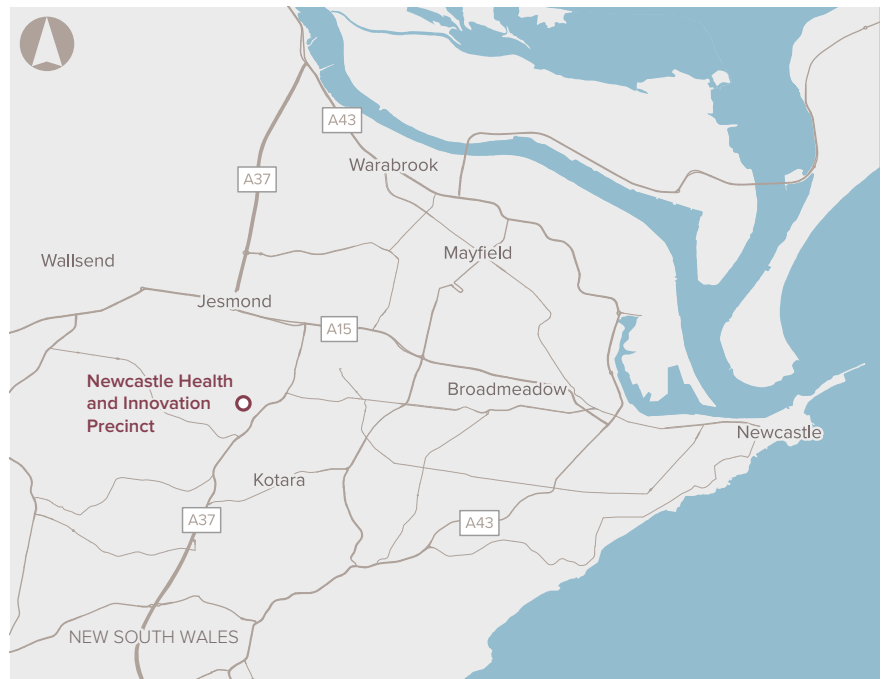 A43
Warabrook
A37
Wallsend
Mayfield
Jesmond
A15
Newcastle Health
and Innovation
Precinct
Broadmeadow
Newcastle
Kotara
A37
A43
NEW SOUTH WALES